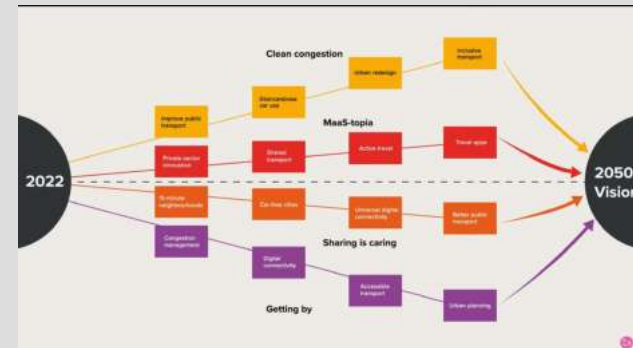 Clean congestion
Inclusive
transport
Urban redesign
Disincentivise
car use
Improve public
transport
MaaS-topia
Travel apps
Active travel
Shared
transport
Private sector
innovation
2022
2050
Vision
15-minute
neighbourhoods
Car-free cities
Universal digital
connectivity
Better public
transport
Sharing is caring
Congestion
management
Digital
connectivity
Accessible
transport
Urban planning
Getting by